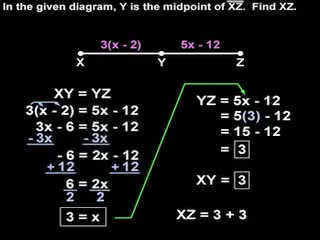 In the given diagram, Y is the midpoint of XZ. Find XZ.
3(x - 2) 5x - 12
X Y Z
XY = YZ
3(x - 2) = 5x - 12
3x - 6 = 5x - 12
- 3x - 3x
- 6 = 2x - 12
+ 12 + 12
6 = 2x
2 2
3 = x
YZ = 5x - 12
= 5(3) - 12
= 15 - 12
= 3
XY = 3
XZ = 3 + 3